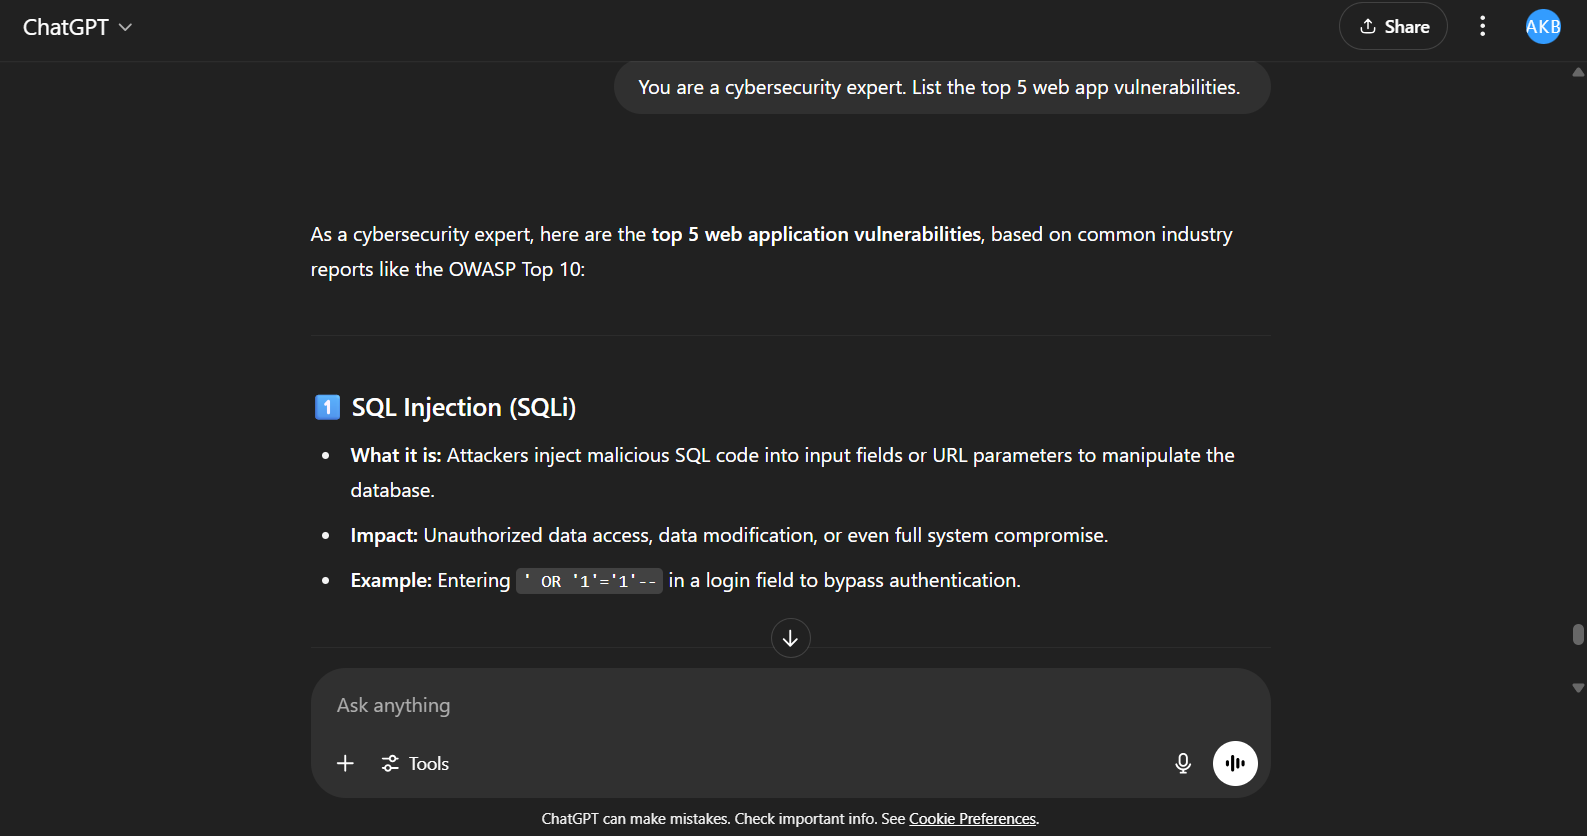 ChatGPT
Share
AKB
You are a cybersecurity expert. List the top 5 web app vulnerabilities.
As a cybersecurity expert, here are the top 5 web application vulnerabilities, based on common industry
reports like the OWASP Top 10:
1 SQL Injection (SQLi)
• What it is: Attackers inject malicious SQL code into input fields or URL parameters to manipulate the
database.
• Impact: Unauthorized data access, data modification, or even full system compromise.
• Example: Entering ' OR '1'='1'-- in a login field to bypass authentication.
Ask anything
Tools
ChatGPT can make mistakes. Check important info. See Cookie Preferences.